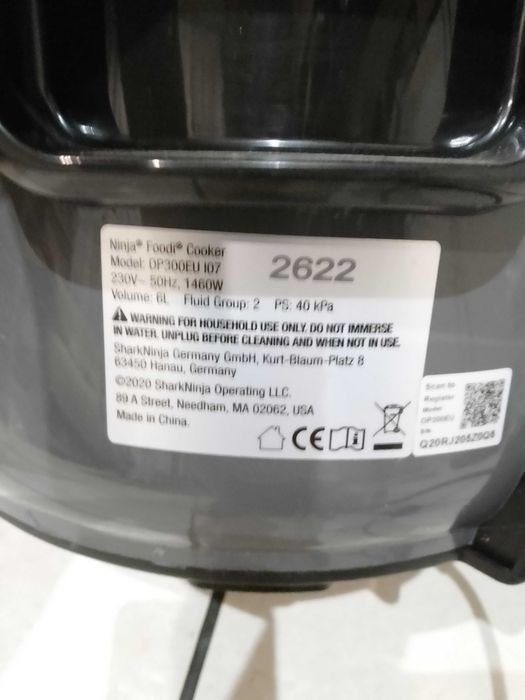 Ninja® Foodi® Cooker
Model: OP300EU I07
2622
230V~ 50Hz, 1460W
Volume: 6L Fluid Group: 2 PS: 40 kPa
WARNING FOR HOUSEHOLD USE ONLY. DO NOT IMMERSE
IN WATER. UNPLUG BEFORE CLEANING AND WHEN NOT IN USE.
SharkNinja Germany GmbH, Kurt-Blaum-Platz 8
63450 Hanau, Germany
©2020 SharkNinja Operating LLC.
89 A Street, Needham, MA 02062, USA
Made in China.
CE
Scan to
Register
Model
OP300EU
S/N: